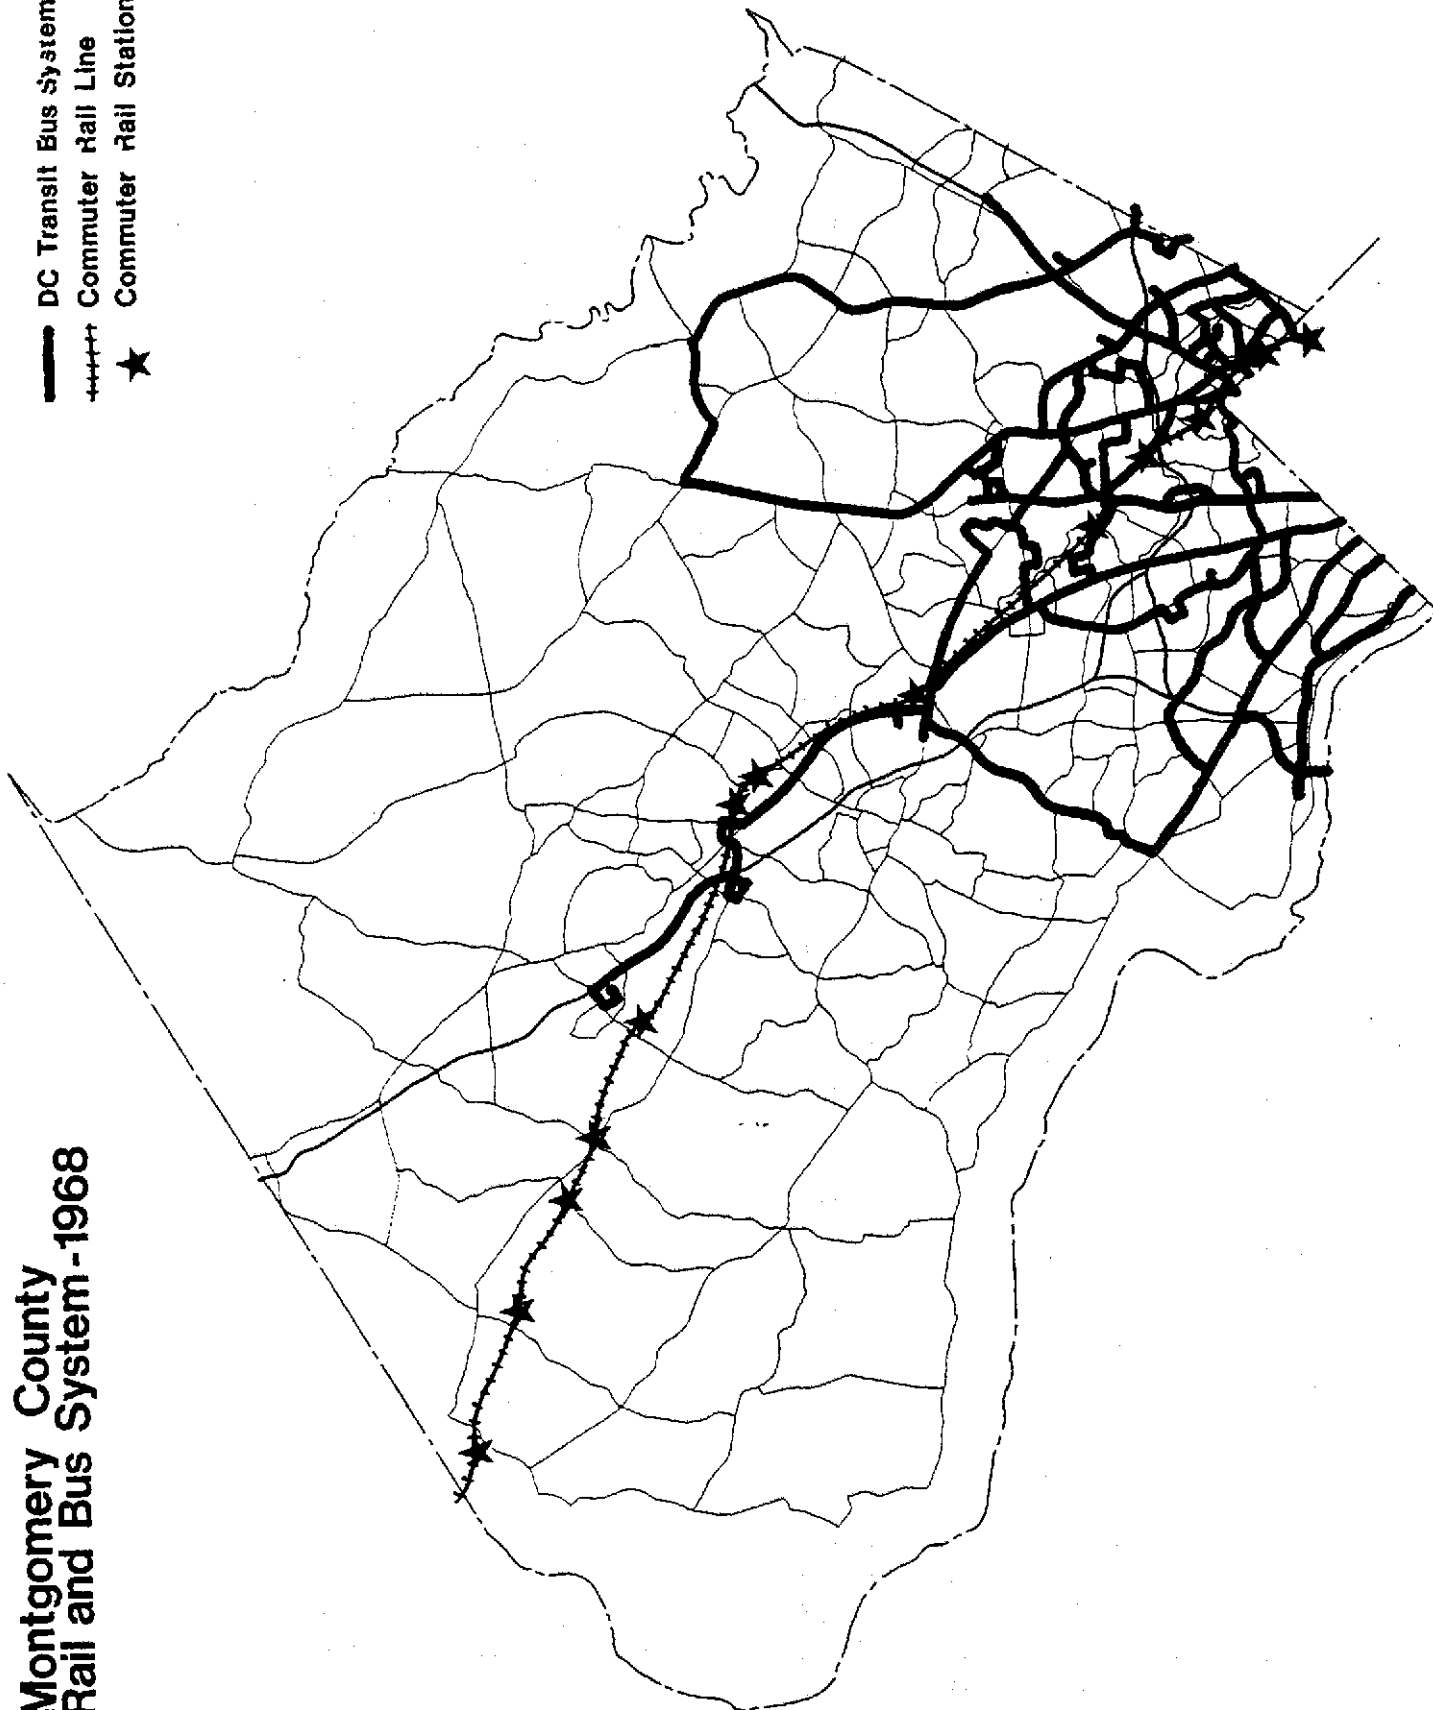 Montgomery County
Rail and Bus System-1968
DC Transit Bus System
Commuter Rail Line
Commuter Rail Station